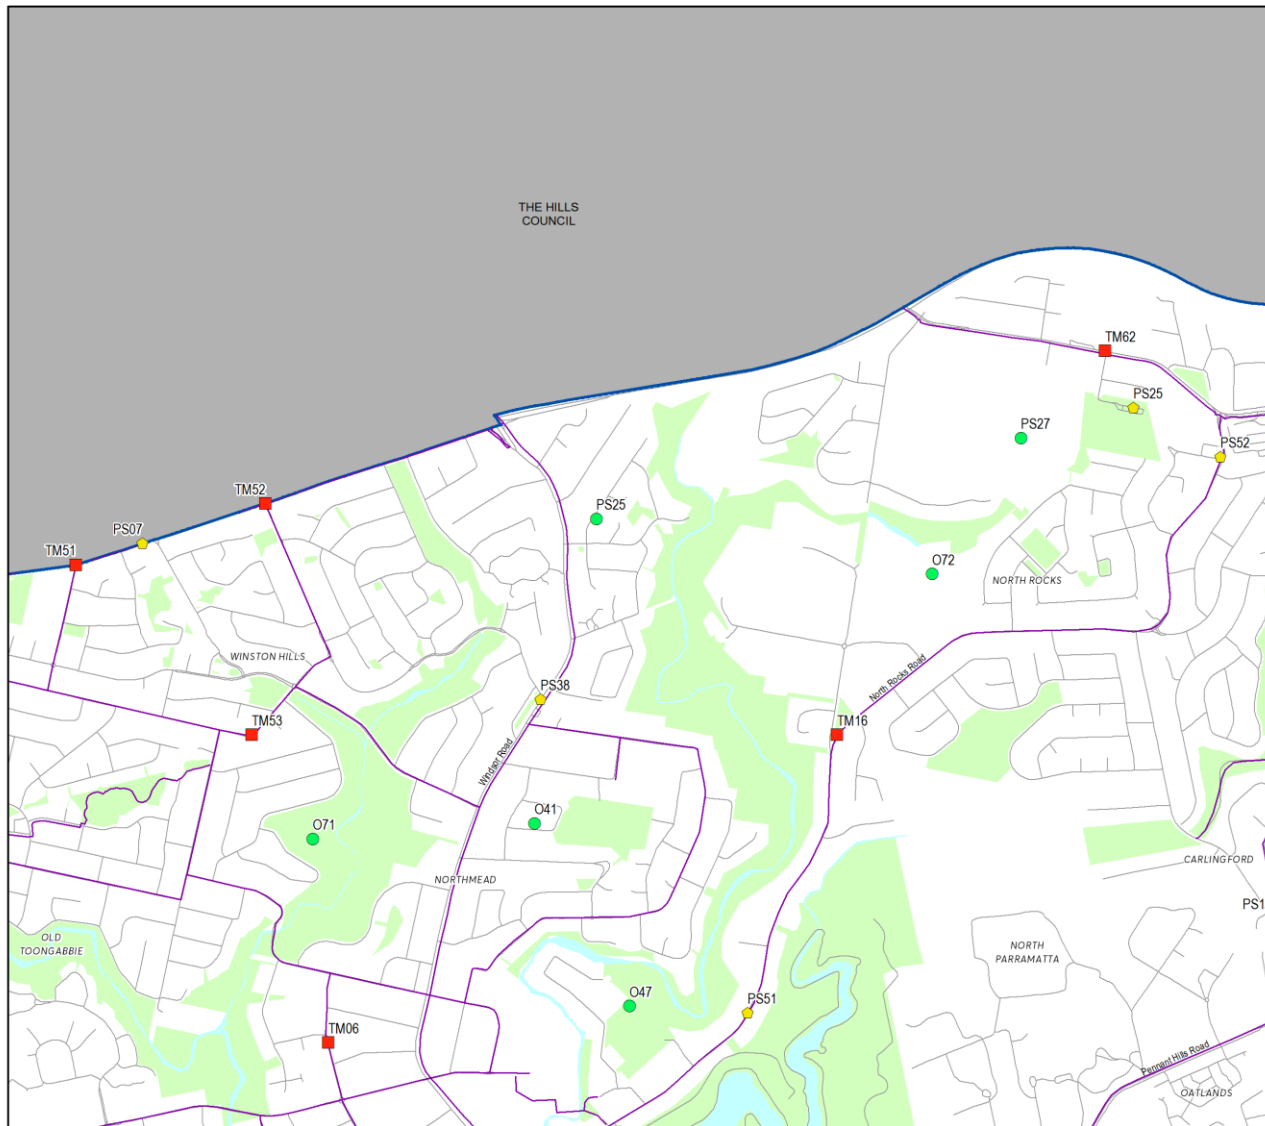 THE HILLS
COUNCIL
TM62
PS25
PS27
PS52
TM52
PS25
PS07
TM51
O72
NORTH ROCKS
WINSTON HILLS
North Rocks Road
PS38
TM53
TM16
Windsor Road
O41
O71
CARLINGFORD
NORTHMEAD
PS1
OLD
TOONGABBIE
NORTH
PARRAMATTA
O47
PS51
TM06
Pennant Hills Road
OATLANDS